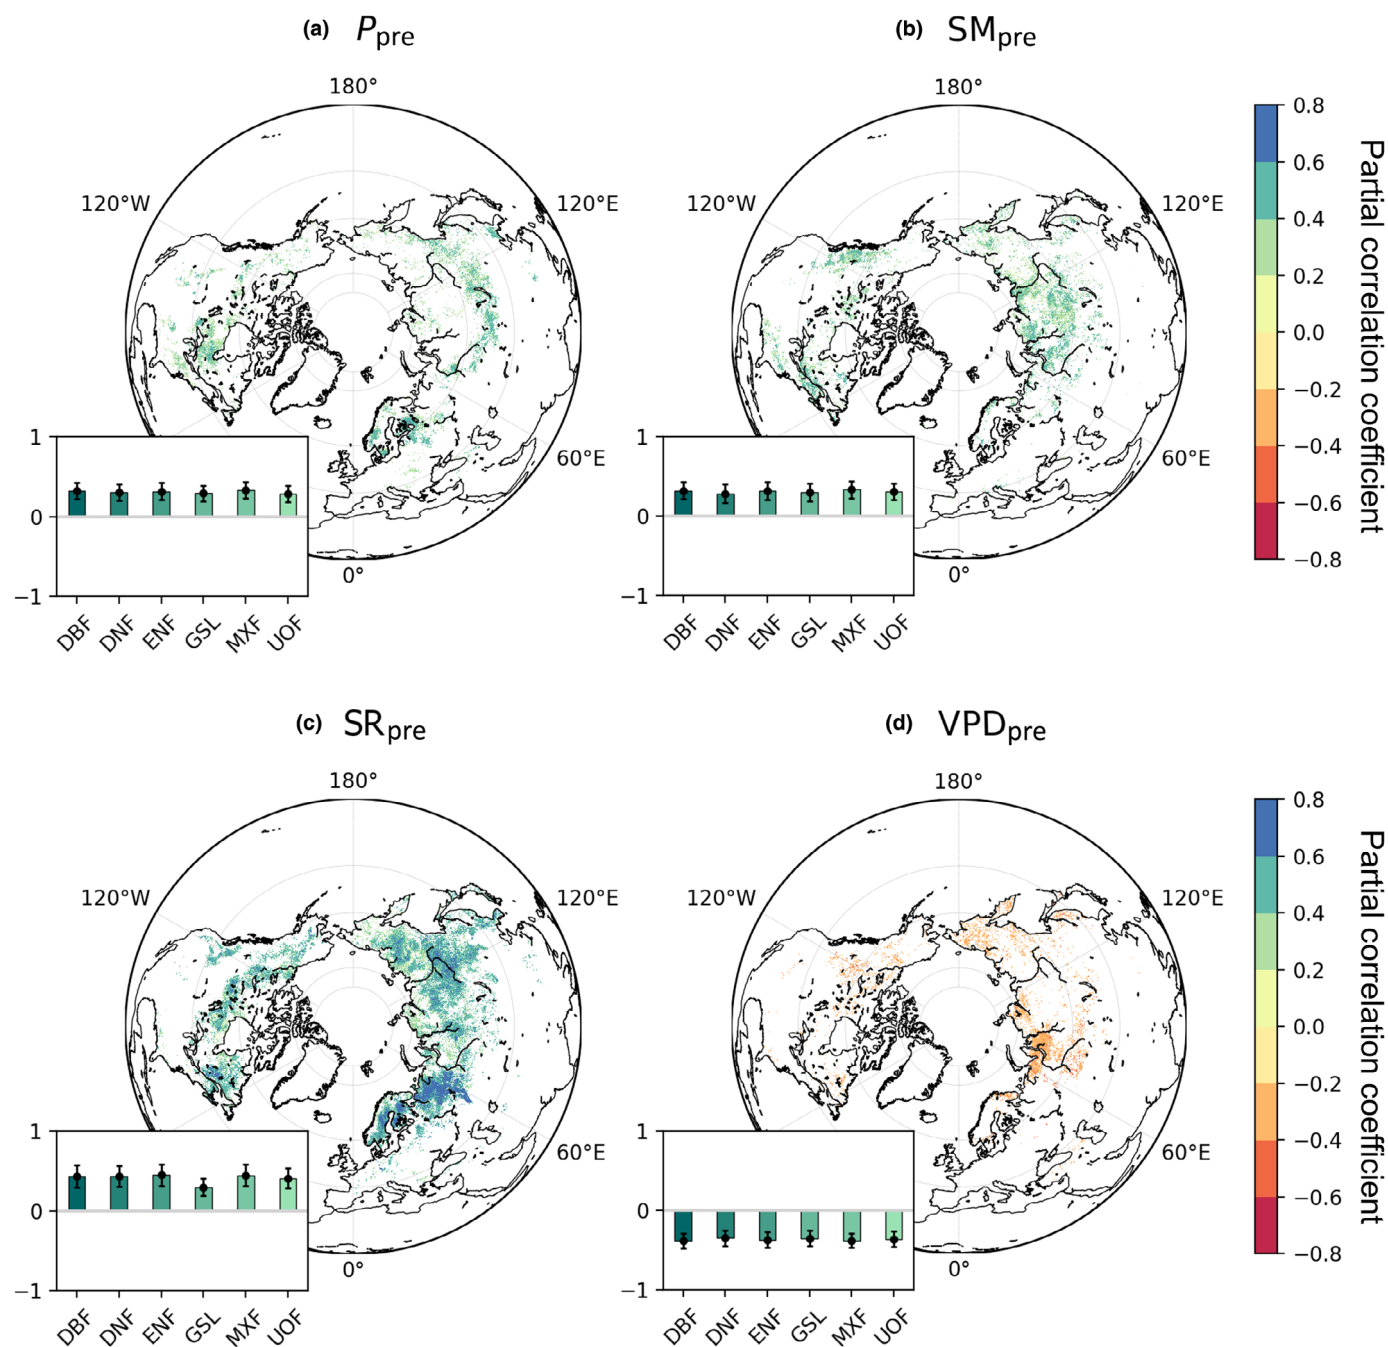 (a) Ppre
180°
120°W
120°E
60°E
0°
1
0
−1
DBF
DNF
ENF
GSL
MXF
UOF
(b) SMpre
180°
120°W
120°E
60°E
0°
1
0
−1
DBF
DNF
ENF
GSL
MXF
UOF
0.8
0.6
0.4
0.2
0.0
−0.2
−0.4
−0.6
−0.8
Partial correlation coefficient
(c) SRpre
180°
120°W
120°E
60°E
0°
1
0
−1
DBF
DNF
ENF
GSL
MXF
UOF
(d) VPDpre
180°
120°W
120°E
60°E
0°
1
0
−1
DBF
DNF
ENF
GSL
MXF
UOF
0.8
0.6
0.4
0.2
0.0
−0.2
−0.4
−0.6
−0.8
Partial correlation coefficient